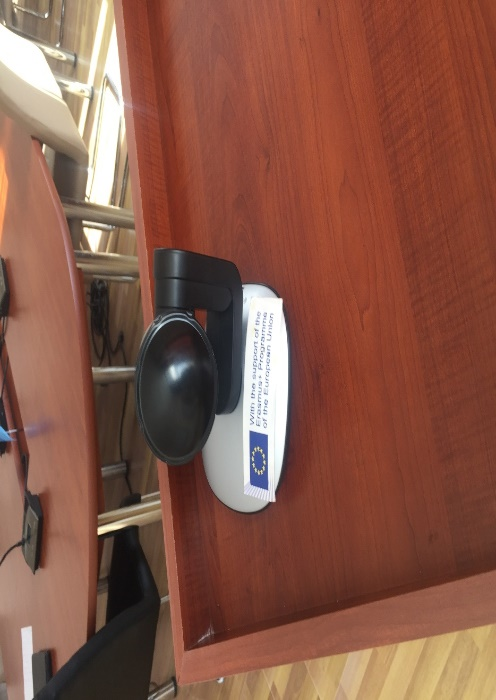 With the support of the
Erasmus+ Programme
of the European Union